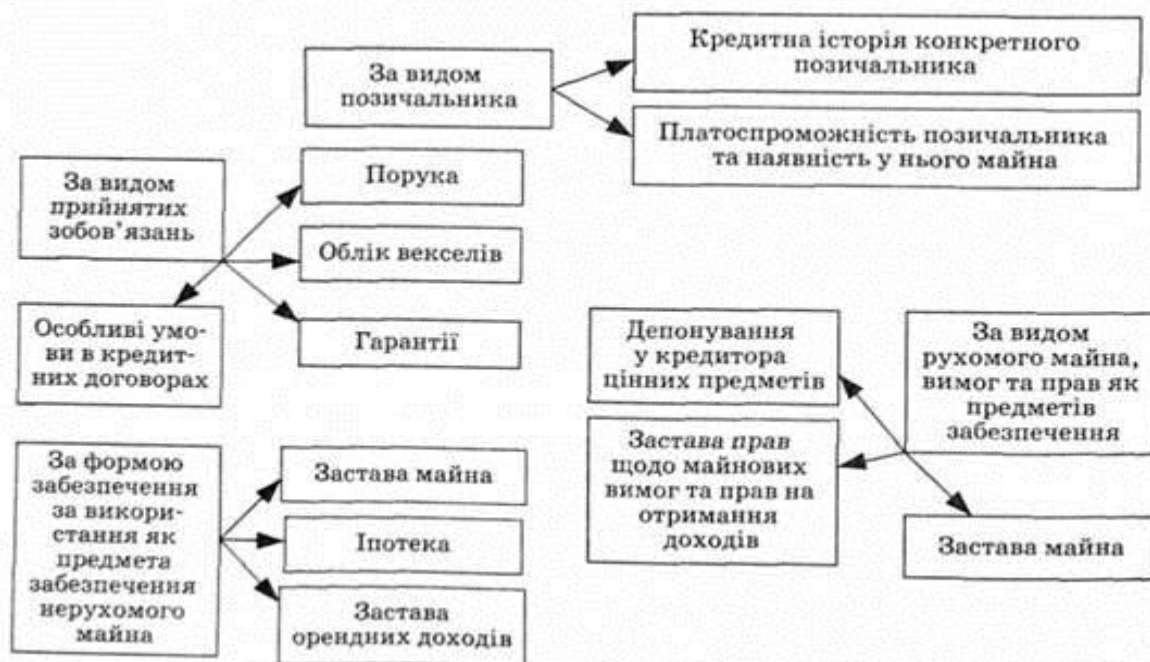 За видом
позичальника
Кредитна історія конкретного
позичальника
Платоспроможність позичальника
та наявність у нього майна
За видом
прийнятих
зобов’язань
Порука
Облік векселів
Гарантії
Особливі умо-
ви в кредит-
них договорах
Депонування
у кредитора
цінних предметів
За видом
рухомого майна,
вимог та прав як
предметів
забезпечення
Застава прав
щодо майнових
вимог та прав на
отримання
доходів
Застава майна
За формою
забезпечення
за викори-
стання як
предмета
забезпечення
нерухомого
майна
Застава майна
Іпотека
Застава
орендних доходів